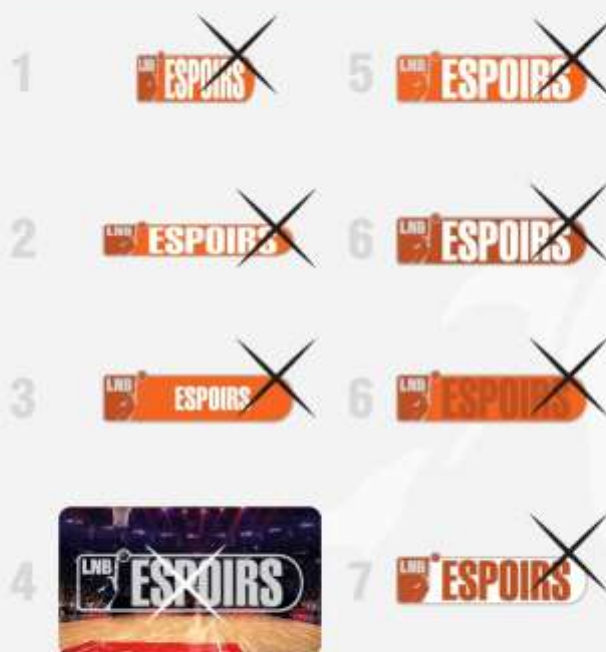 1
LNB ESPOIRS
2
LNB ESPOIRS
3
LNB ESPOIRS
4
LNB ESPOIRS
5
LNB ESPOIRS
6
LNB ESPOIRS
6
LNB ESPOIRS
7
LNB ESPOIRS